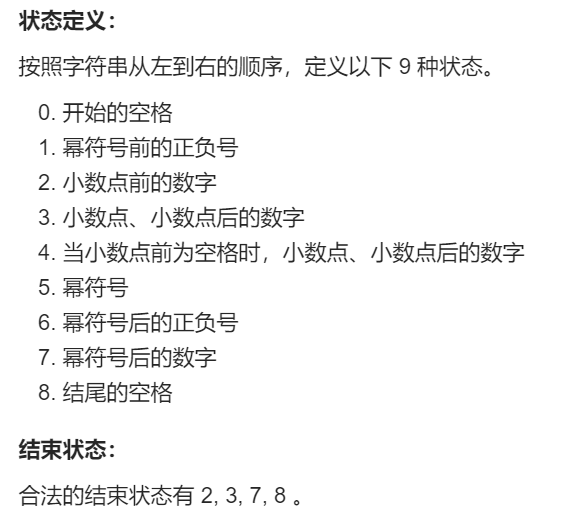 状态定义：
按照字符串从左到右的顺序，定义以下 9 种状态。
0. 开始的空格
1. 幂符号前的正负号
2. 小数点前的数字
3. 小数点、小数点后的数字
4. 当小数点前为空格时，小数点、小数点后的数字
5. 幂符号
6. 幂符号后的正负号
7. 幂符号后的数字
8. 结尾的空格
结束状态：
合法的结束状态有 2, 3, 7, 8 。